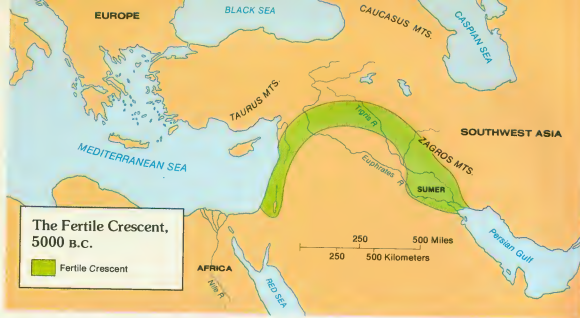 EUROPE
BLACK SEA
CAUCASUS MTS.
CASPIAN SEA
TAURUS MTS.
Tigris R
SOUTHWEST ASIA
ZAGROS MTS.
MEDITERRANEAN SEA
Euphrates R
SUMER
The Fertile Crescent,
5000 B.C.
Fertile Crescent
250 500 Miles
250 500 Kilometers
Persian Gulf
AFRICA
Nile R
RED SEA